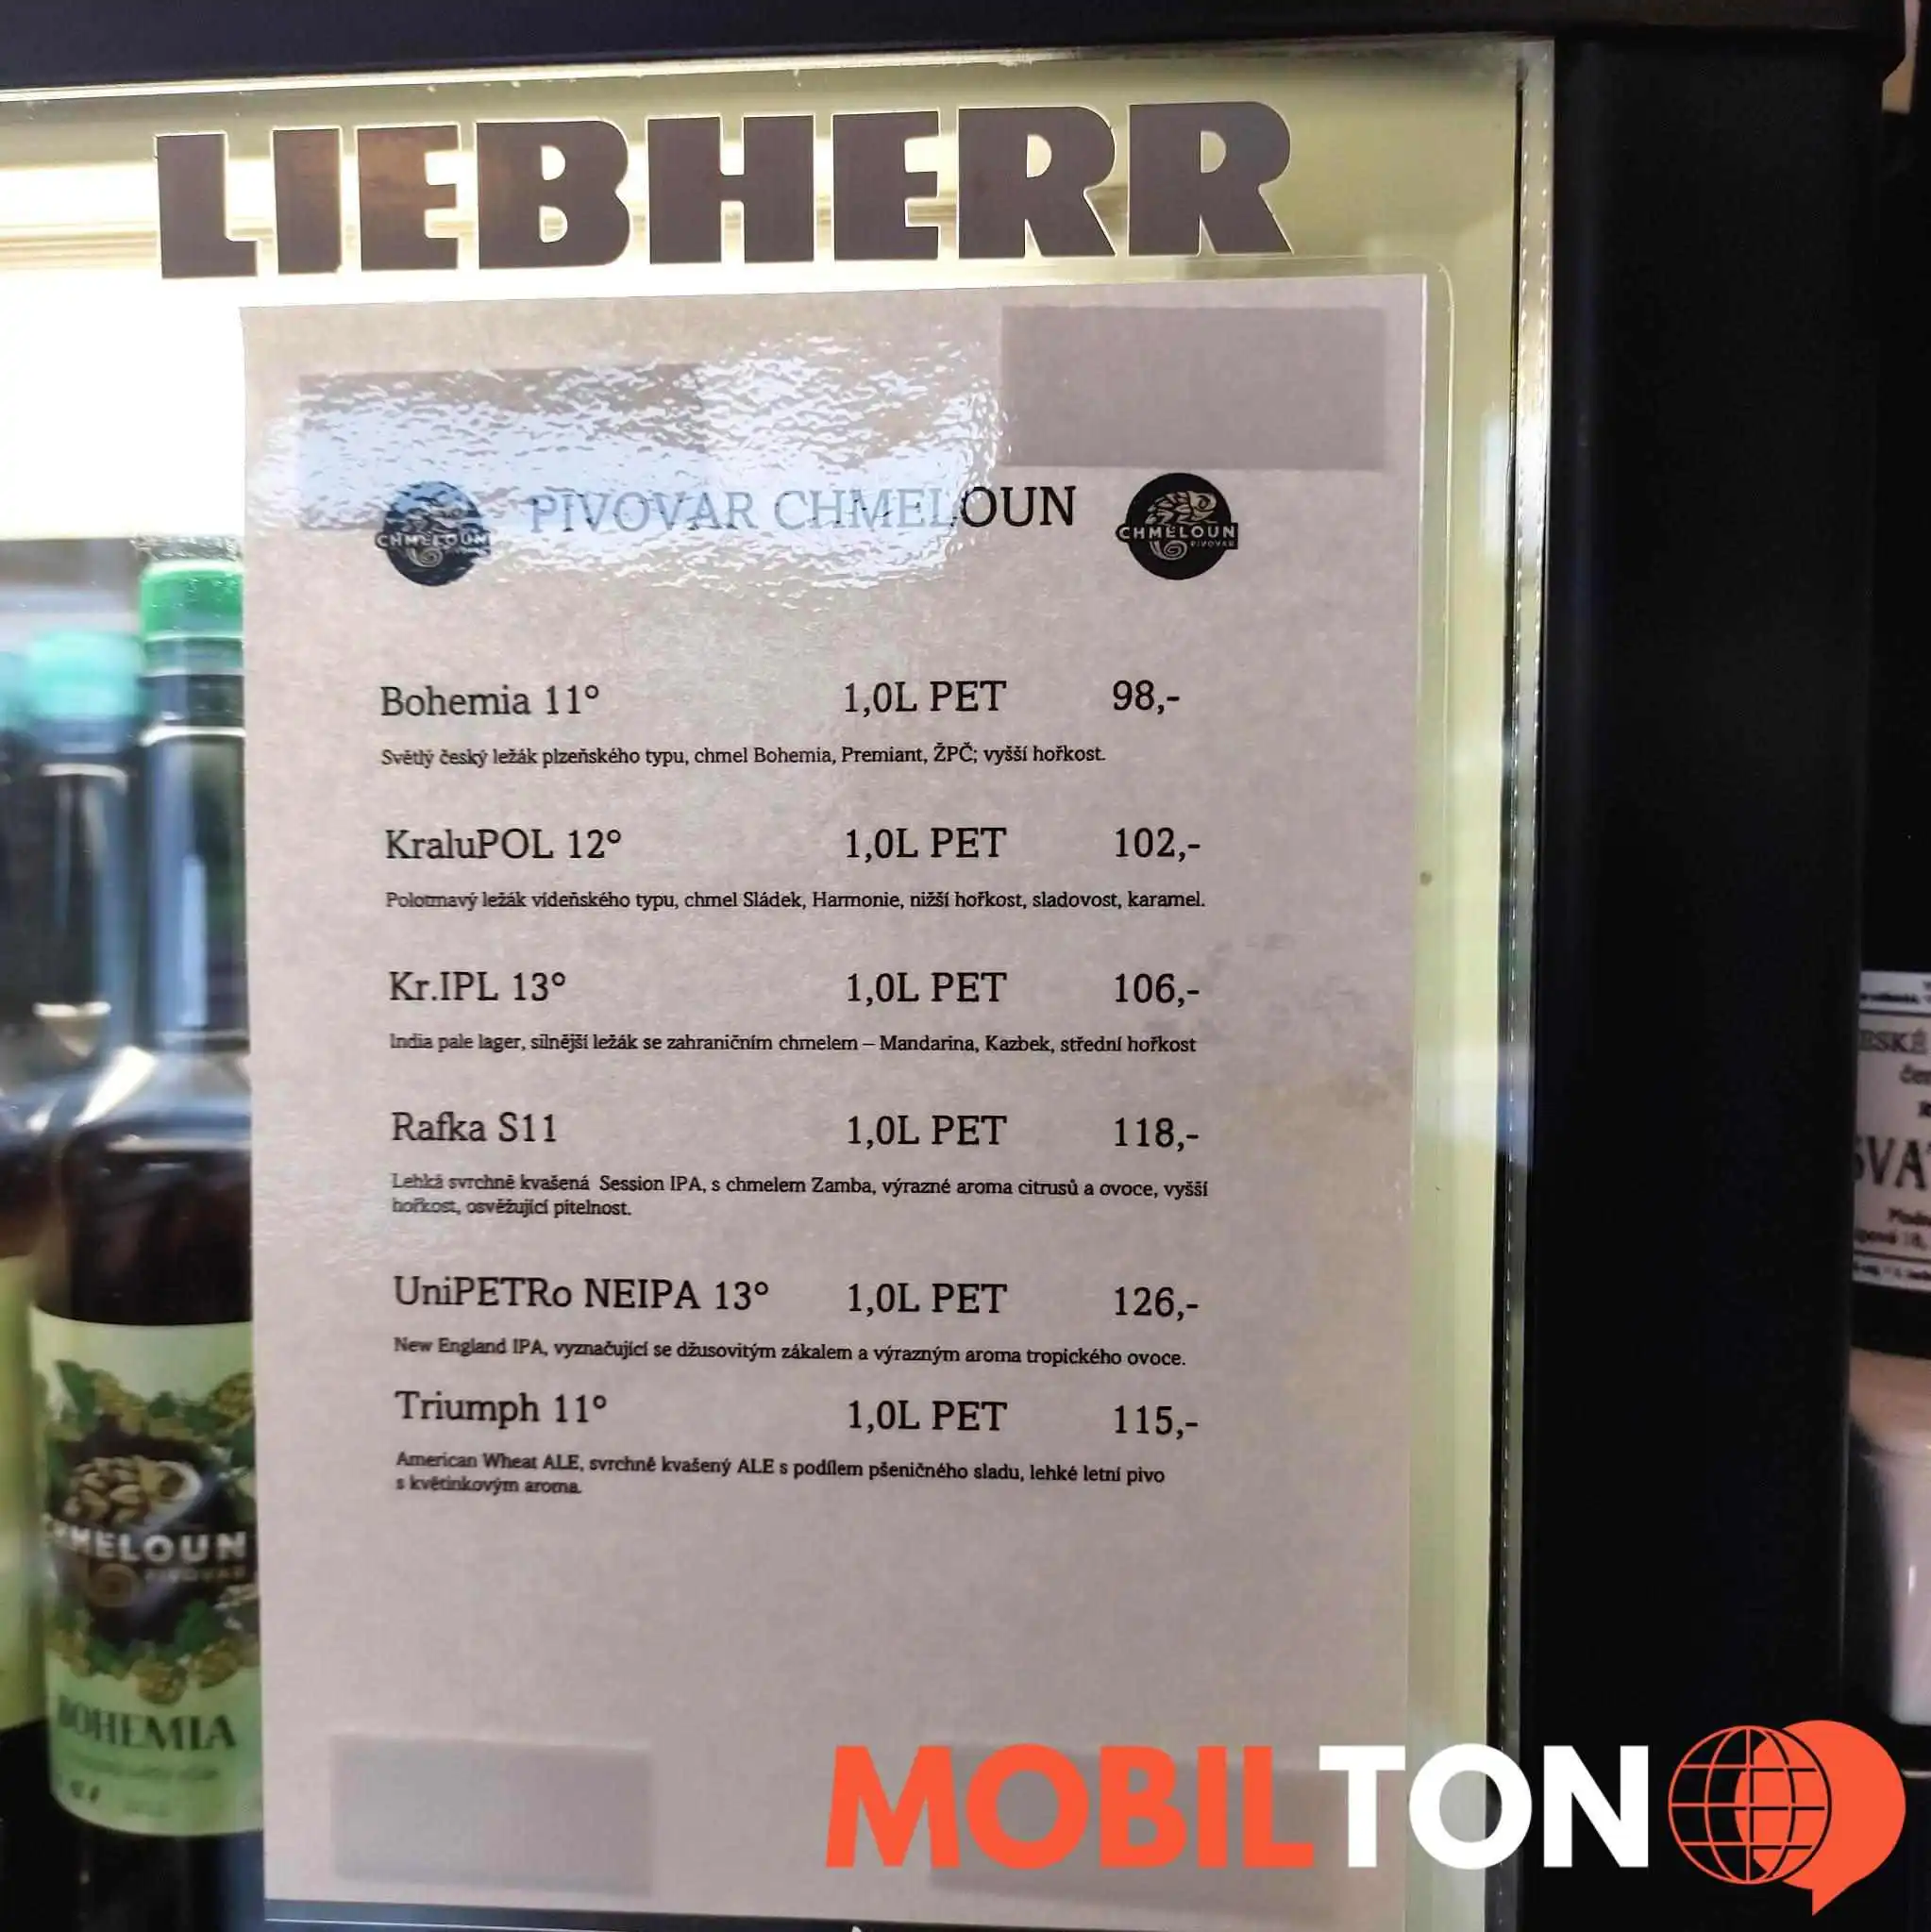 LIEBHERR
CHMELOUN
PIVOVAR CHMELOUN
CHMELOUN
PIVOVAR
Bohemia 11° 1,0L PET 98,-
Světlý český ležák plzeňského typu, chmel Bohemia, Premiant, ŽPČ; vyšší hořkost.
KraluPOL 12° 1,0L PET 102,-
Polotmavý ležák vídeňského typu, chmel Sládek, Harmonie, nižší hořkost, sladovost, karamel.
Kr.IPL 13° 1,0L PET 106,-
India pale lager, silnější ležák se zahraničním chmelem – Mandarina, Kazbek, střední hořkost
Rafka S11 1,0L PET 118,-
Lehká svrchně kvašená Session IPA, s chmelem Zamba, výrazné aroma citrusů a ovoce, vyšší
hořkost, osvěžující pitelnost.
UniPETRo NEIPA 13° 1,0L PET 126,-
New England IPA, vyznačující se džusovitým zákalem a výrazným aroma tropického ovoce.
Triumph 11° 1,0L PET 115,-
American Wheat ALE, svrchně kvašený ALE s podílem pšeničného sladu, lehké letní pivo
s květinkovým aroma.
CHMELOUN
PIVOVAR
BOHEMIA
MOBILTON